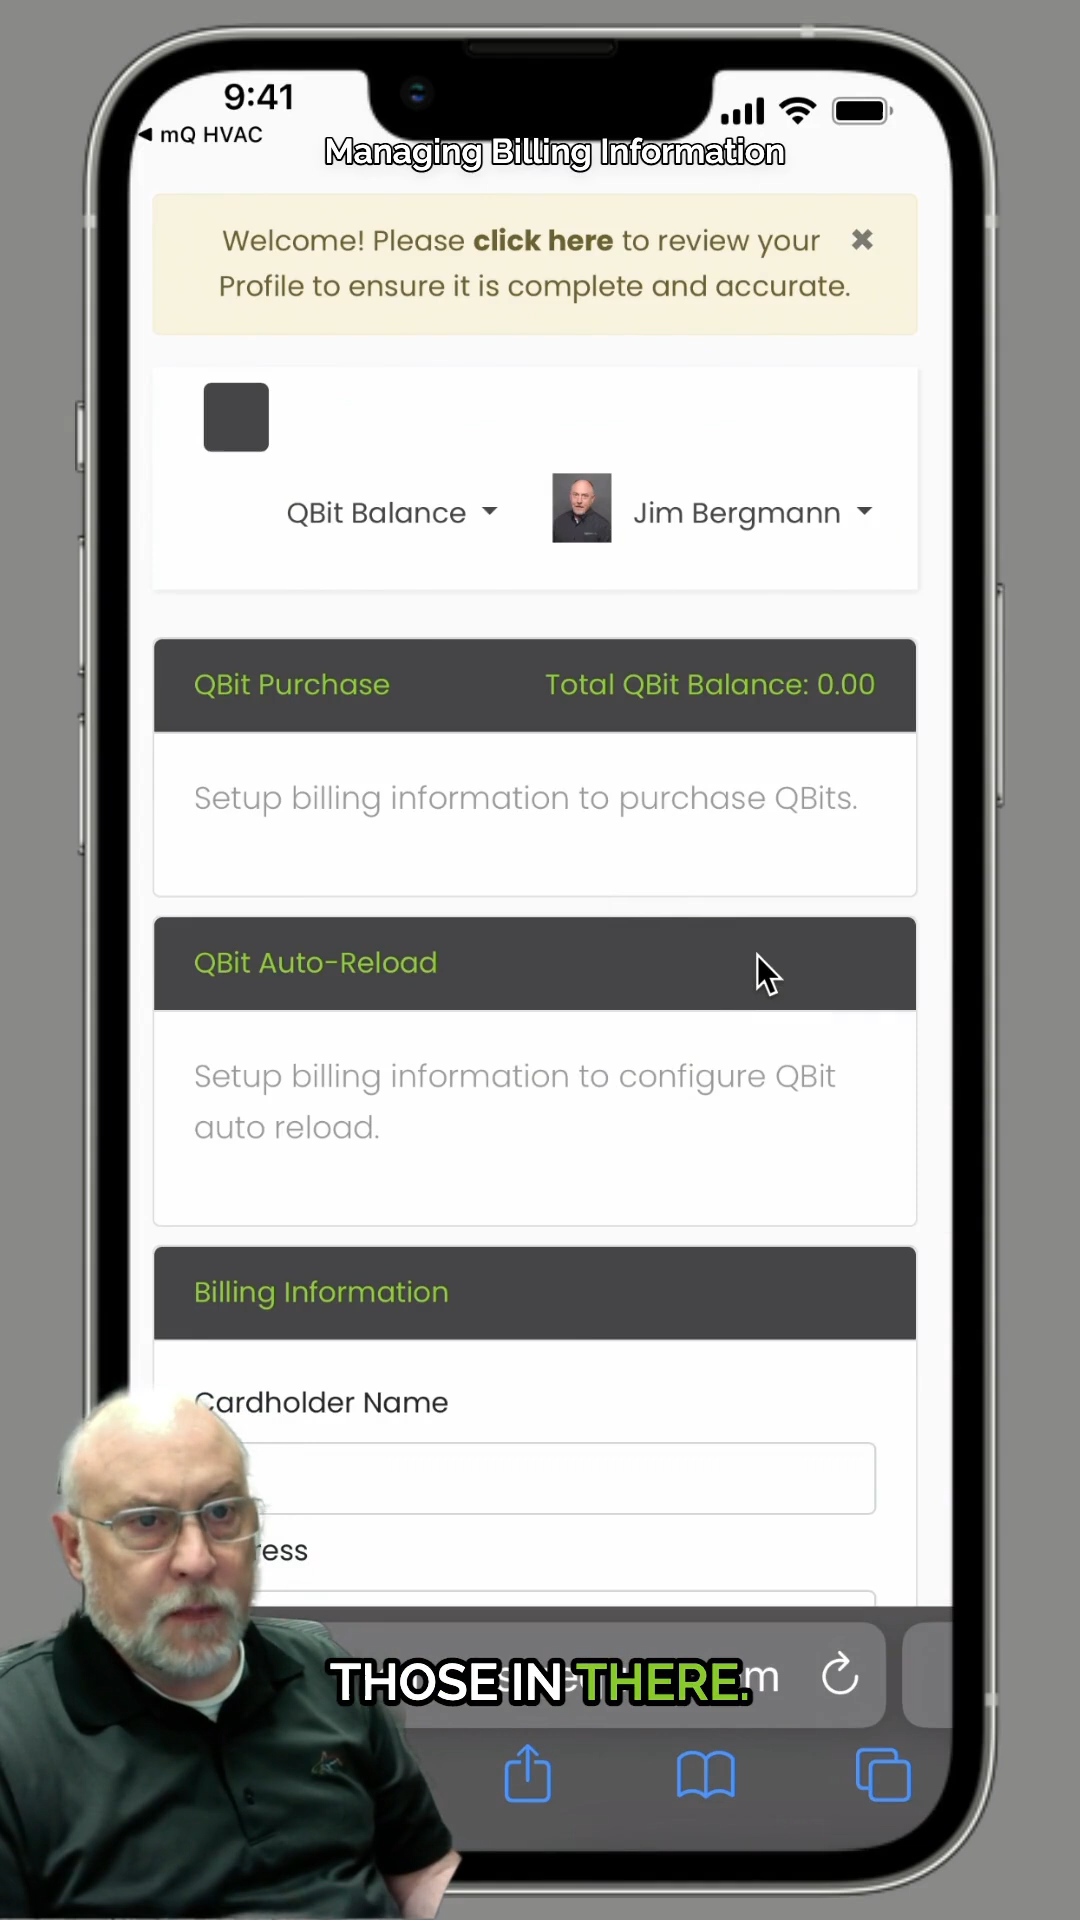 9:41
mQ HVAC
Managing Billing Information
Welcome! Please click here to review your
Profile to ensure it is complete and accurate.
QBit Balance
Jim Bergmann
QBit Purchase
Total QBit Balance: 0.00
Setup billing information to purchase QBits.
QBit Auto-Reload
Setup billing information to configure QBit
auto reload.
Billing Information
Cardholder Name
THOSE IN THERE.